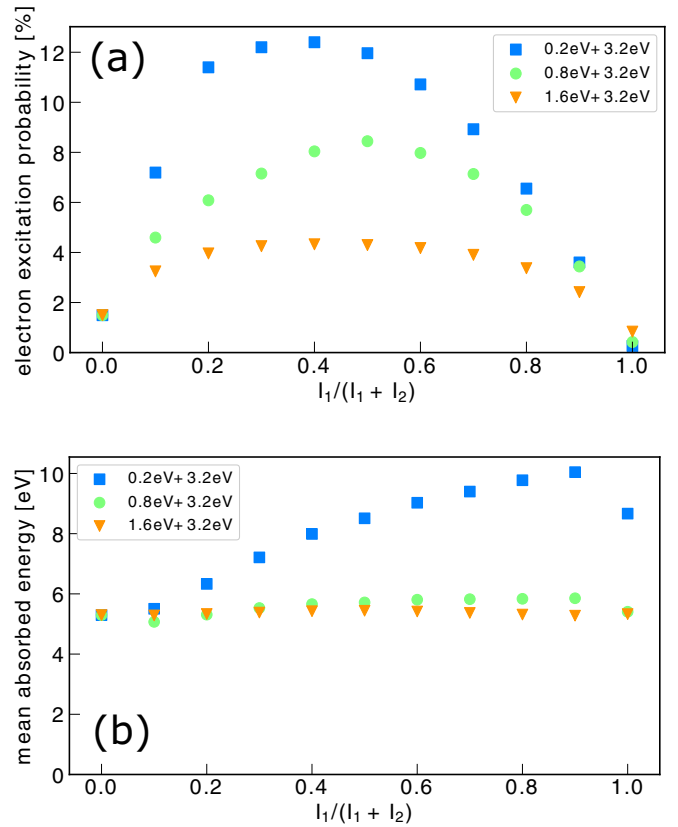 (a)
electron excitation probability [%]
12
10
8
6
4
2
0
0.2eV+3.2eV
0.8eV+3.2eV
1.6eV+3.2eV
0.0 0.2 0.4 0.6 0.8 1.0
I₁/(I₁ + I₂)
(b)
mean absorbed energy [eV]
10
8
6
4
2
0
0.2eV+3.2eV
0.8eV+3.2eV
1.6eV+3.2eV
0.0 0.2 0.4 0.6 0.8 1.0
I₁/(I₁ + I₂)